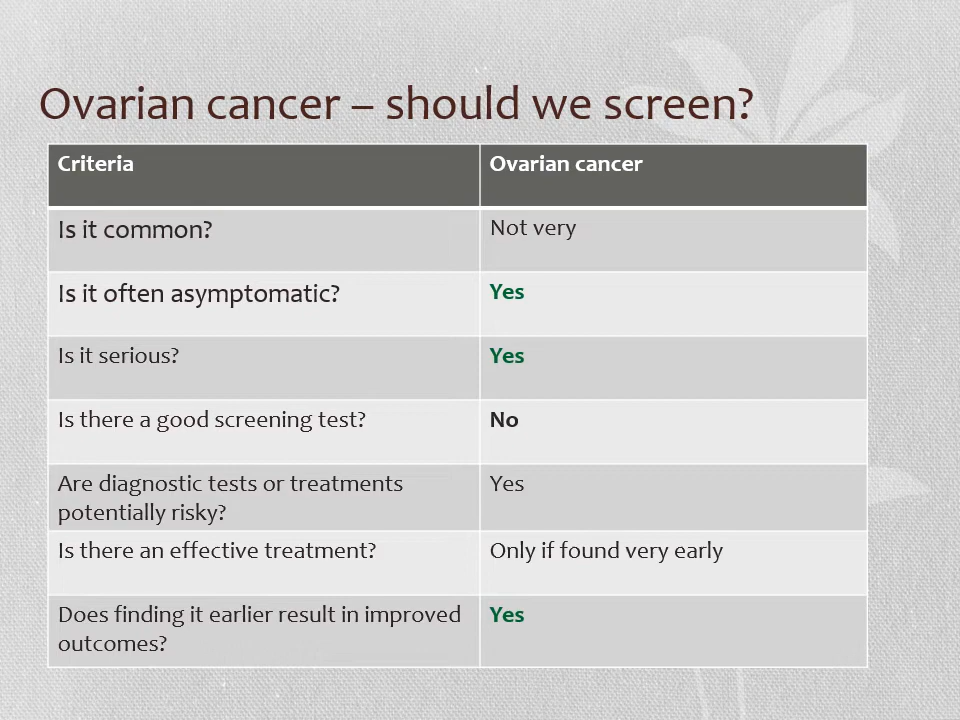 Ovarian cancer – should we screen?
Criteria
Ovarian cancer
Is it common?
Not very
Is it often asymptomatic?
Yes
Is it serious?
Yes
Is there a good screening test?
No
Are diagnostic tests or treatments
potentially risky?
Yes
Is there an effective treatment?
Only if found very early
Does finding it earlier result in improved
outcomes?
Yes